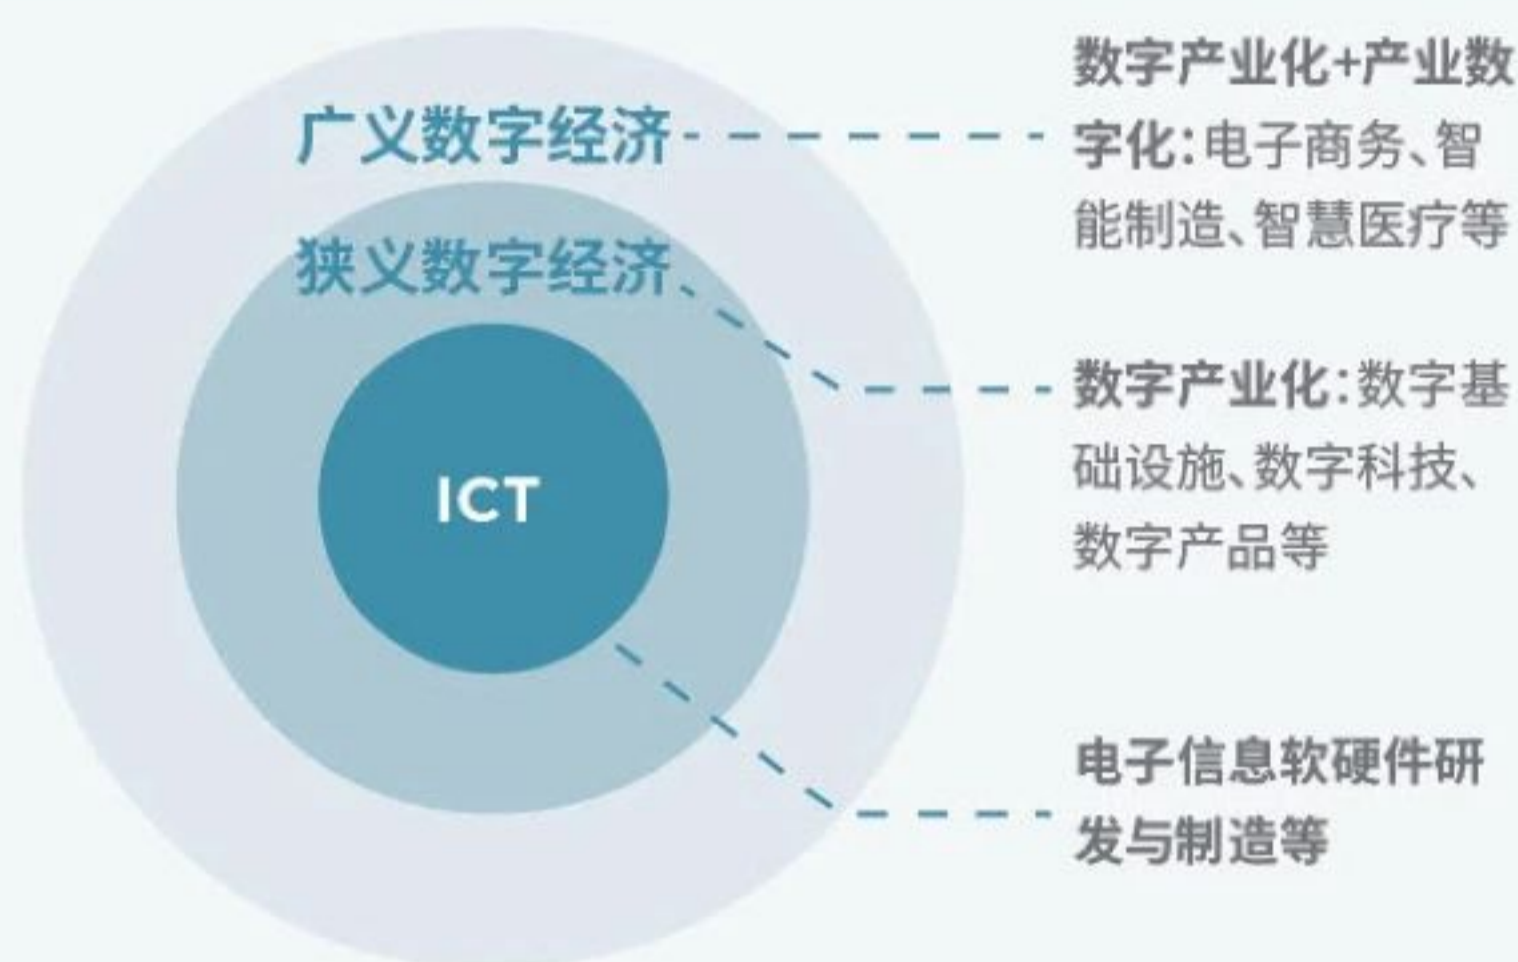 广义数字经济
狭义数字经济
ICT
数字产业化+产业数
字化：电子商务、智
能制造、智慧医疗等
数字产业化：数字基
础设施、数字科技、
数字产品等
电子信息软硬件研
发与制造等